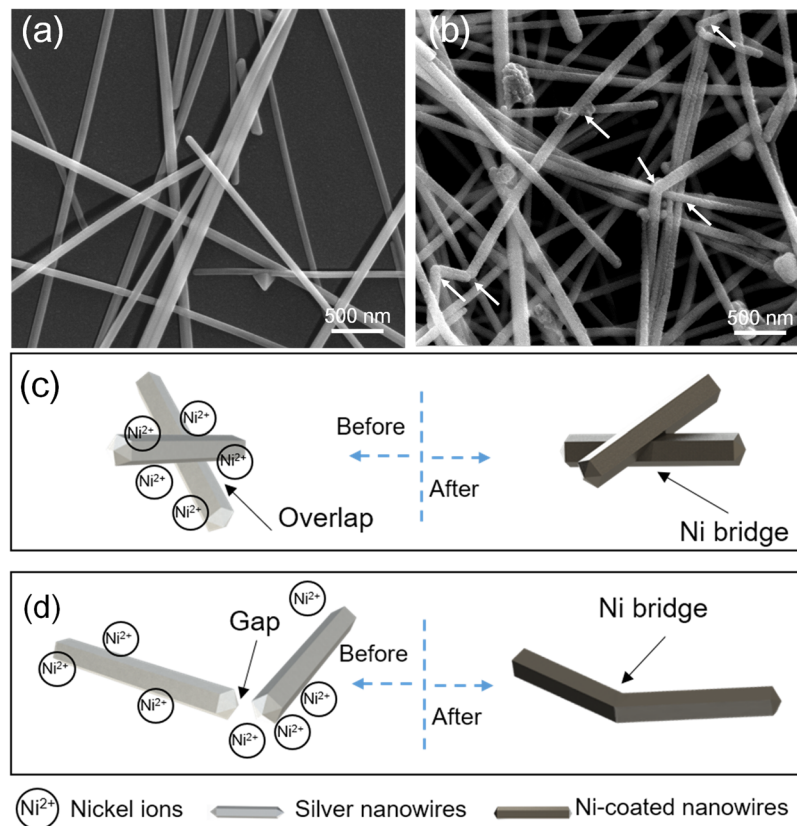 (a)
500 nm
(b)
500 nm
(c)
Ni²⁺
Ni²⁺
Ni²⁺
Ni²⁺
Ni²⁺
Overlap
Before
After
Ni bridge
(d)
Ni²⁺
Ni²⁺
Ni²⁺
Gap
Ni²⁺
Ni²⁺
Ni²⁺
Ni²⁺
Before
After
Ni bridge
Ni²⁺ Nickel ions Silver nanowires Ni-coated nanowires